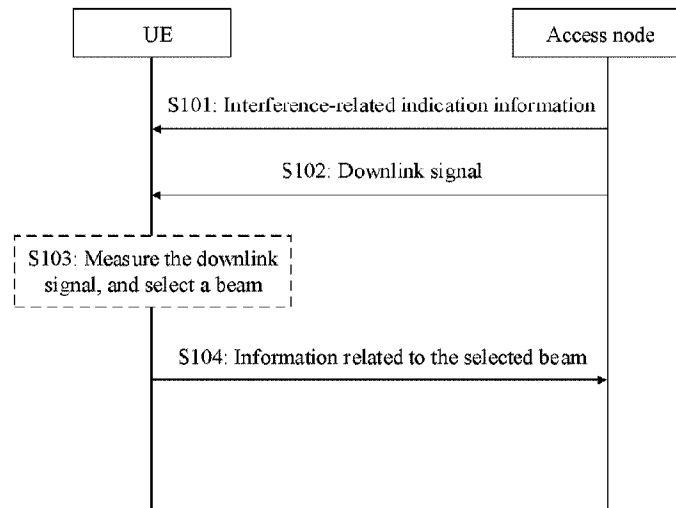 UE
Access node
S101: Interference-related indication information
S102: Downlink signal
S103: Measure the downlink
signal, and select a beam
S104: Information related to the selected beam